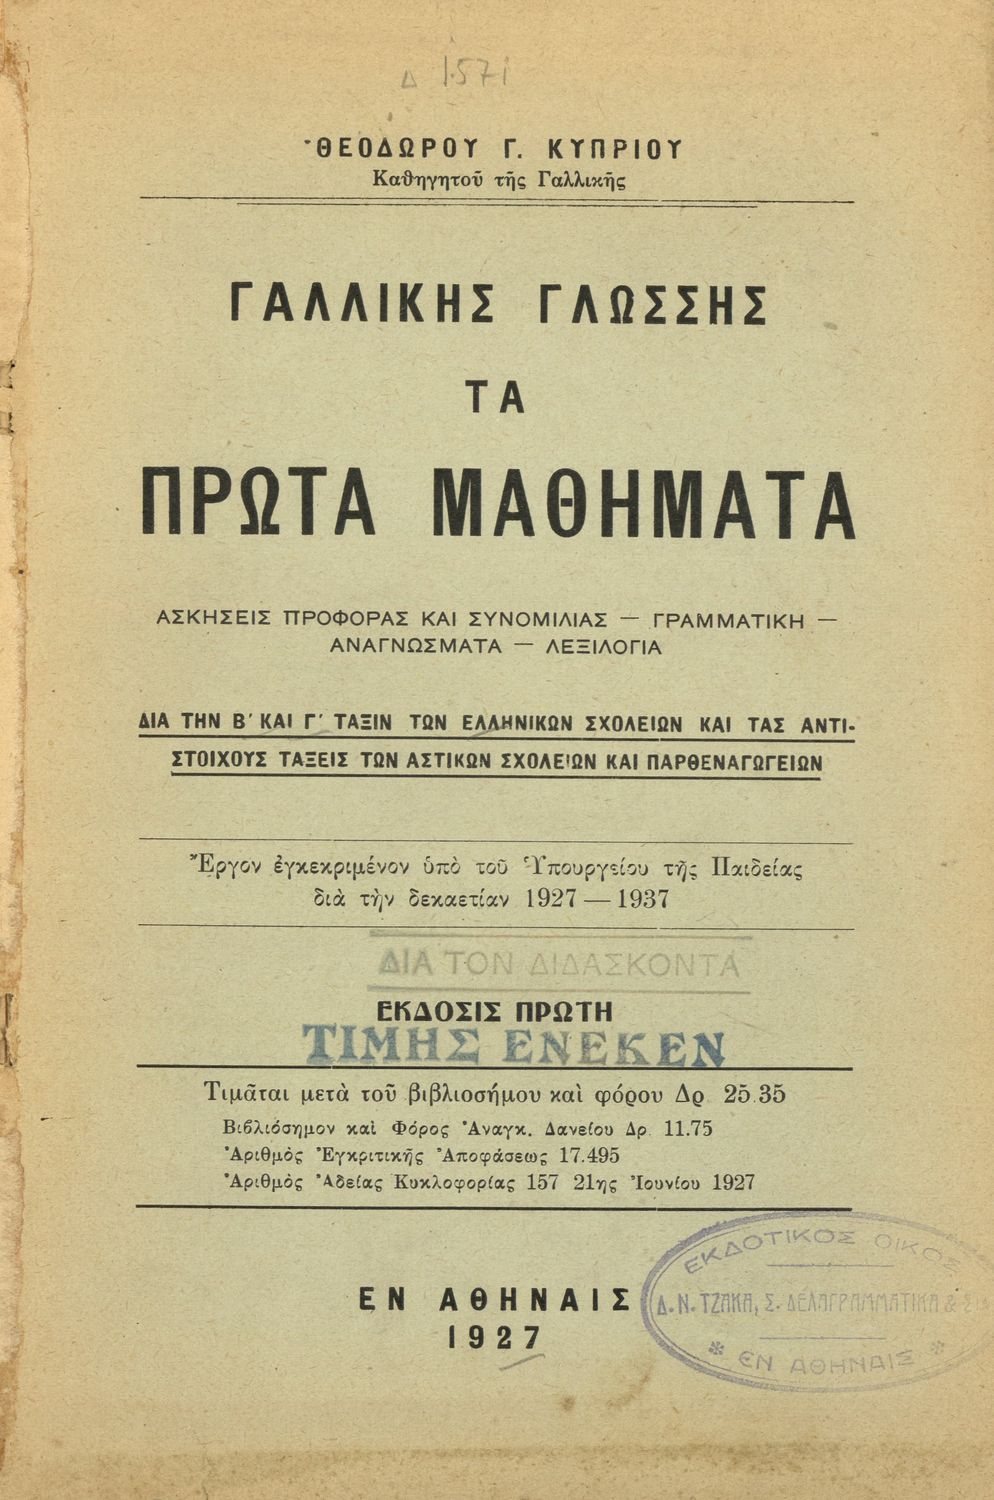 Δ 1571
ΘΕΟΔΩΡΟΥ Γ. ΚΥΠΡΙΟΥ
Καθηγητοῦ τῆς Γαλλικῆς
ΓΑΛΛΙΚΗΣ ΓΛΩΣΣΗΣ
ΤΑ
ΠΡΩΤΑ ΜΑΘΗΜΑΤΑ
ΑΣΚΗΣΕΙΣ ΠΡΟΦΟΡΑΣ ΚΑΙ ΣΥΝΟΜΙΛΙΑΣ — ΓΡΑΜΜΑΤΙΚΗ —
ΑΝΑΓΝΩΣΜΑΤΑ — ΛΕΞΙΛΟΓΙΑ
ΔΙΑ ΤΗΝ Β΄ ΚΑΙ Γ΄ ΤΑΞΙΝ ΤΩΝ ΕΛΛΗΝΙΚΩΝ ΣΧΟΛΕΙΩΝ ΚΑΙ ΤΑΣ ΑΝΤΙ-
ΣΤΟΙΧΟΥΣ ΤΑΞΕΙΣ ΤΩΝ ΑΣΤΙΚΩΝ ΣΧΟΛΕΙΩΝ ΚΑΙ ΠΑΡΘΕΝΑΓΩΓΕΙΩΝ
Ἔργον ἐγκεκριμένον ὑπὸ τοῦ Ὑπουργείου τῆς Παιδείας
διὰ τὴν δεκαετίαν 1927 — 1937
ΔΙΑ ΤΟΝ ΔΙΔΑΣΚΟΝΤΑ
ΕΚΔΟΣΙΣ ΠΡΩΤΗ
ΤΙΜΗΣ ΕΝΕΚΕΝ
Τιμᾶται μετὰ τοῦ βιβλιοσήμου καὶ φόρου Δρ 25.35
Βιβλιόσημον καὶ Φόρος Ἀναγκ. Δανείου Δρ. 11.75
Ἀριθμὸς Ἐγκριτικῆς Ἀποφάσεως 17.495
Ἀριθμὸς Ἀδείας Κυκλοφορίας 157 21ης Ἰουνίου 1927
ΕΝ ΑΘΗΝΑΙΣ
1927
ΕΚΔΟΤΙΚΟΣ ΟΙΚΟΣ
Δ. Ν. ΤΖΑΚΑ, Σ. ΔΕΛΑΓΡΑΜΜΑΤΙΚΑ & ΣΙΑ
* ΕΝ ΑΘΗΝΑΙΣ *